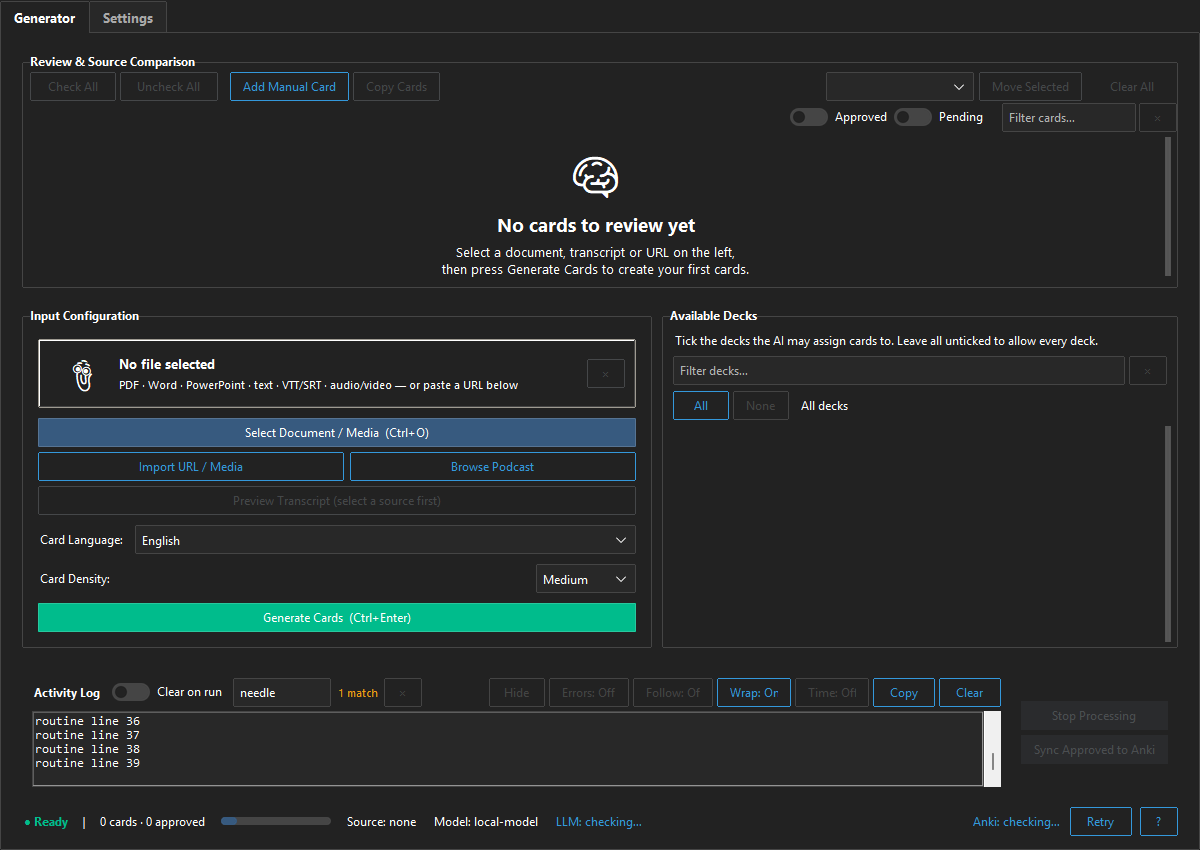 Generator
Settings
Review & Source Comparison
Check All
Uncheck All
Add Manual Card
Copy Cards
Move Selected
Clear All
Approved
Pending
Filter cards...
×
No cards to review yet
Select a document, transcript or URL on the left,
then press Generate Cards to create your first cards.
Input Configuration
No file selected
PDF · Word · PowerPoint · text · VTT/SRT · audio/video — or paste a URL below
×
Select Document / Media (Ctrl+O)
Import URL / Media
Browse Podcast
Preview Transcript (select a source first)
Card Language:
English
Card Density:
Medium
Generate Cards (Ctrl+Enter)
Available Decks
Tick the decks the AI may assign cards to. Leave all unticked to allow every deck.
Filter decks...
×
All
None
All decks
Activity Log
Clear on run
needle
1 match
×
Hide
Errors: Off
Follow: Of
Wrap: Or
Time: Off
Copy
Clear
routine line 36
routine line 37
routine line 38
routine line 39
Stop Processing
Sync Approved to Anki
● Ready
|
0 cards · 0 approved
Source: none
Model: local-model
LLM: checking...
Anki: checking...
Retry
?